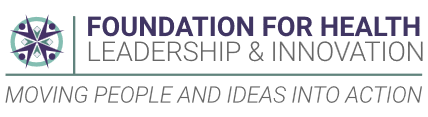 FOUNDATION FOR HEALTH
LEADERSHIP & INNOVATION
MOVING PEOPLE AND IDEAS INTO ACTION